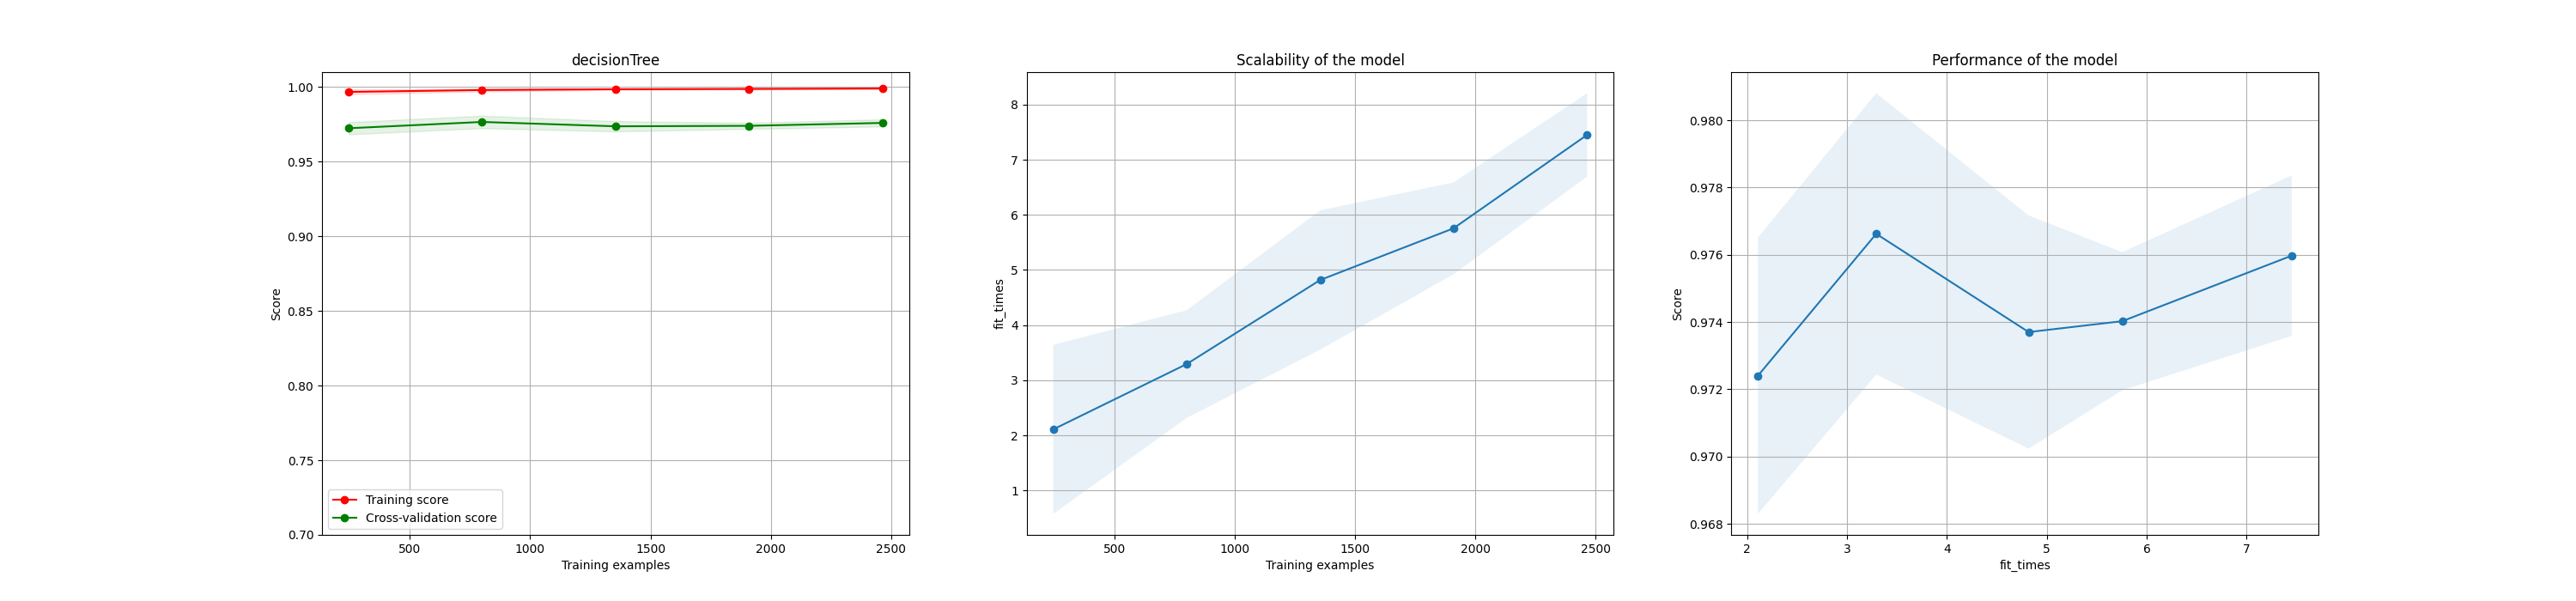 decisionTree
1.00
0.95
0.90
0.85
0.80
0.75
0.70
Score
Training score
Cross-validation score
500 1000 1500 2000 2500
Training examples
Scalability of the model
8
7
6
5
4
3
2
1
fit_times
500 1000 1500 2000 2500
Training examples
Performance of the model
0.980
0.978
0.976
0.974
0.972
0.970
0.968
Score
2 3 4 5 6 7
fit_times